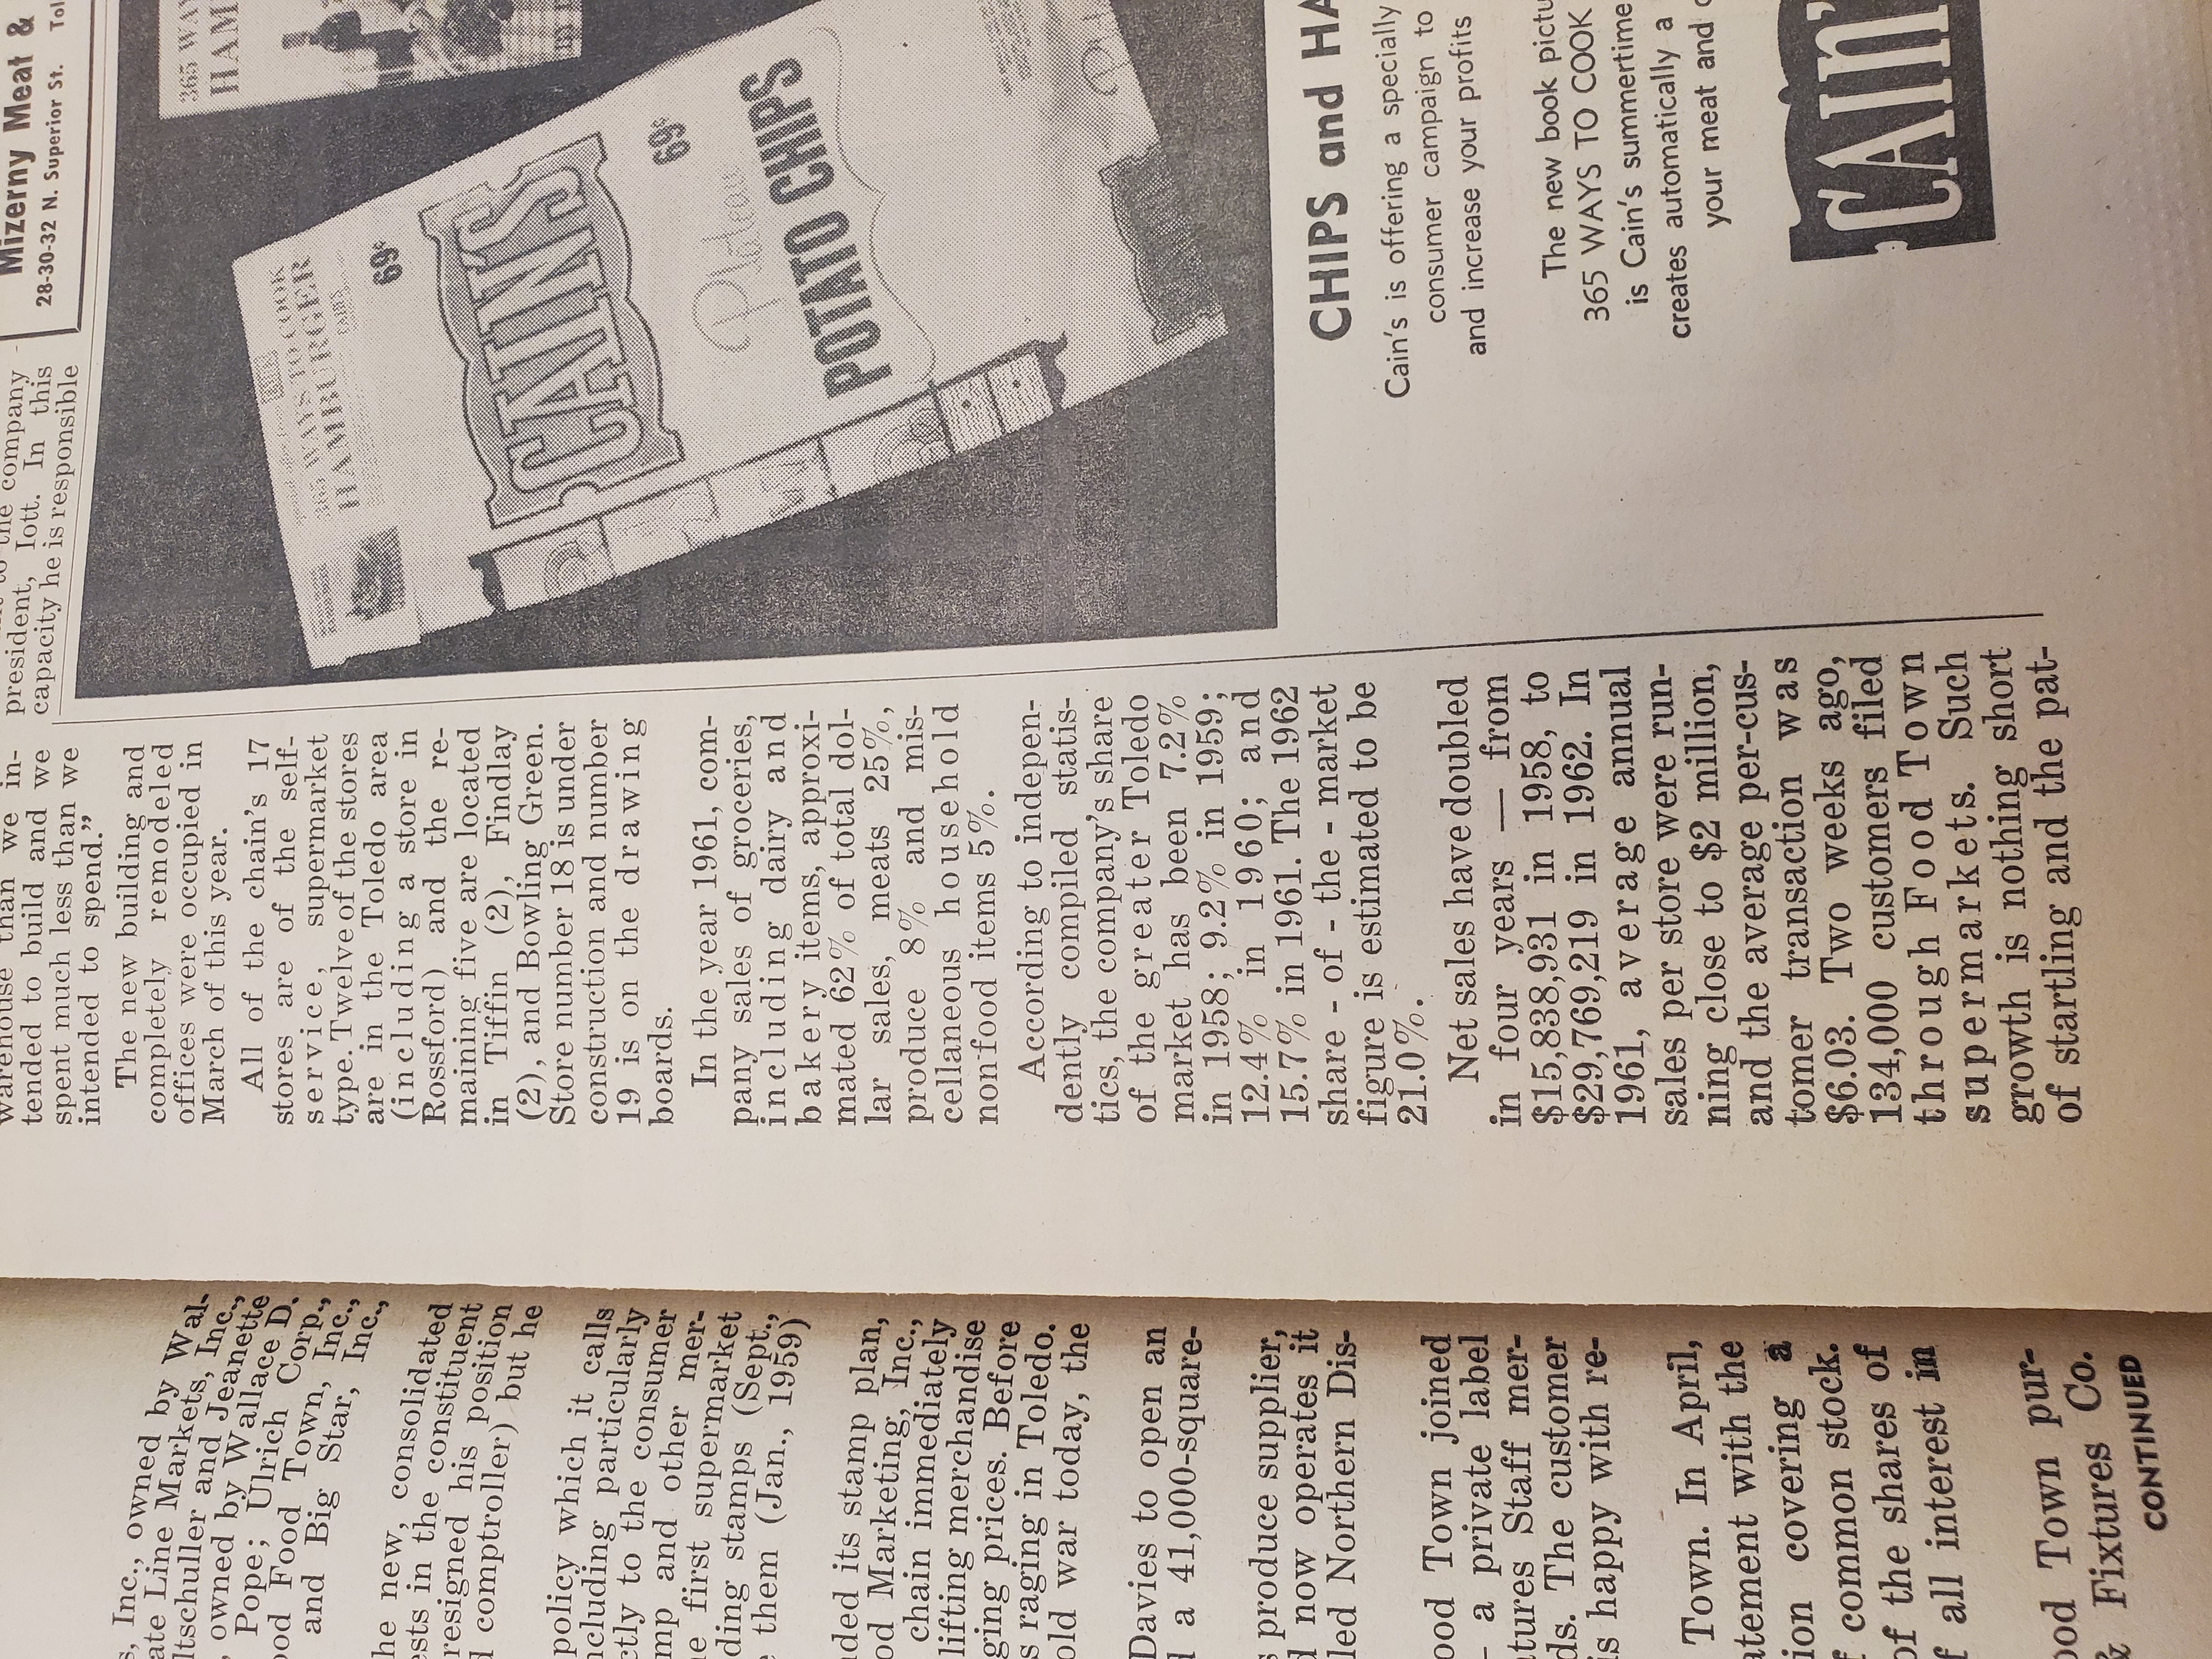 s, Inc., owned by Wal-
ate Line Markets, Inc.,
ltschuller and Jeanette
, owned by Wallace D.
Pope; Ulrich Corp.,
ood Food Town, Inc.,
and Big Star, Inc.,
he new, consolidated
ests in the constituent
resigned his position
d comptroller) but he
policy which it calls
ncluding particularly
ctly to the consumer
mp and other mer-
e first supermarket
ding stamps (Sept.,
e them (Jan., 1959)
nded its stamp plan,
od Marketing, Inc.,
chain immediately
lifting merchandise
ging prices. Before
s raging in Toledo.
old war today, the
Davies to open an
d a 41,000-square-
s produce supplier,
d now operates it
led Northern Dis-
ood Town joined
- a private label
tures Staff mer-
ds. The customer
is happy with re-
Town. In April,
atement with the
ion covering a
f common stock.
of the shares of
f all interest in
ood Town pur-
& Fixtures Co.
CONTINUED
warehouse than we in-
tended to build and we
spent much less than we
intended to spend."
The new building and
completely remodeled
offices were occupied in
March of this year.
All of the chain's 17
stores are of the self-
service, supermarket
type. Twelve of the stores
are in the Toledo area
(including a store in
Rossford) and the re-
maining five are located
in Tiffin (2), Findlay
(2), and Bowling Green.
Store number 18 is under
construction and number
19 is on the drawing
boards.
In the year 1961, com-
pany sales of groceries,
including dairy and
bakery items, approxi-
mated 62% of total dol-
lar sales, meats 25%,
produce 8% and mis-
cellaneous household
non-food items 5%.
According to indepen-
dently compiled statis-
tics, the company's share
of the greater Toledo
market has been 7.2%
in 1958; 9.2% in 1959;
12.4% in 1960; and
15.7% in 1961. The 1962
share - of - the - market
figure is estimated to be
21.0%.
Net sales have doubled
in four years — from
$15,838,931 in 1958, to
$29,769,219 in 1962. In
1961, average annual
sales per store were run-
ning close to $2 million,
and the average per-cus-
tomer transaction was
$6.03. Two weeks ago,
134,000 customers filed
through Food Town
supermarkets. Such
growth is nothing short
of startling and the pat-
the company
president, Iott. In this
capacity he is responsible
Mizerny Meat &
28-30-32 N. Superior St. Tol
365 WAY
HAM
365 WAYS TO COOK
HAMBURGER
69¢
CAIN'S
69¢
POTATO CHIPS
CHIPS and HA
Cain's is offering a specially
consumer campaign to
and increase your profits
The new book pictu
365 WAYS TO COOK
is Cain's summertime
creates automatically a
your meat and c
CAIN'